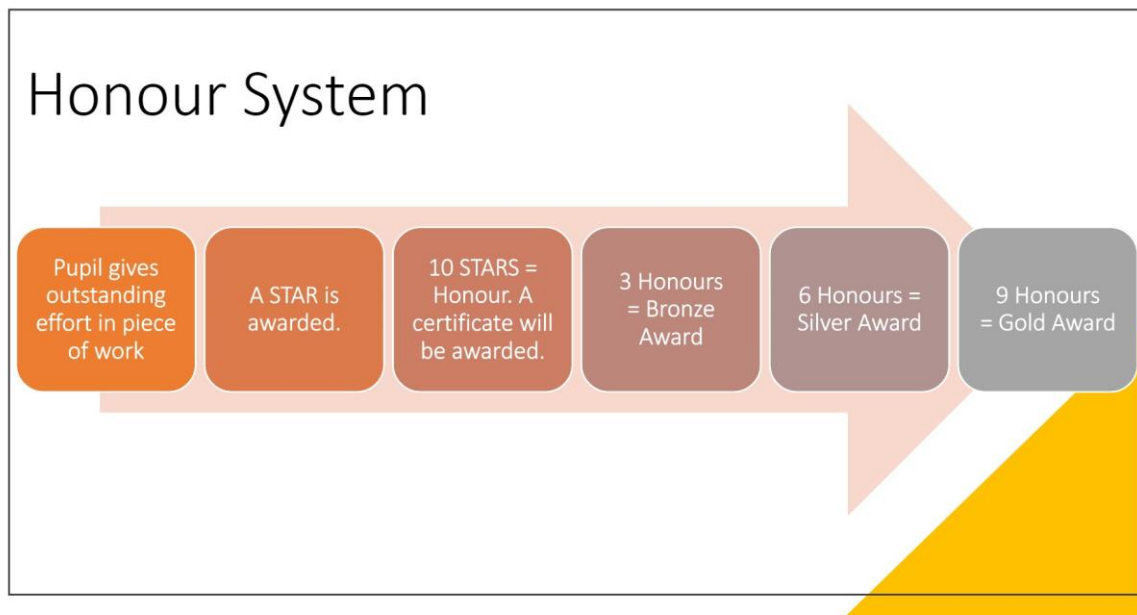 Honour System
Pupil gives
outstanding
effort in piece
of work
A STAR is
awarded.
10 STARS =
Honour. A
certificate will
be awarded.
3 Honours
= Bronze
Award
6 Honours =
Silver Award
9 Honours
= Gold Award